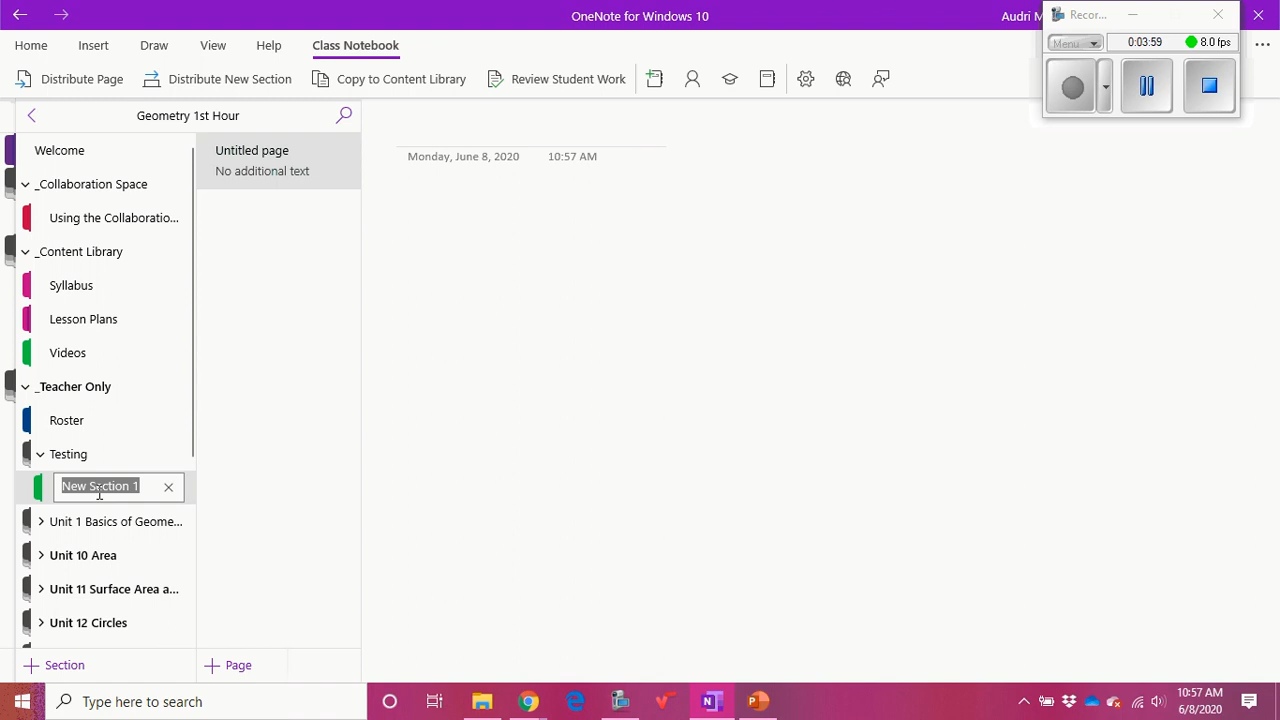 OneNote for Windows 10
Audri M
Recor...
Menu
0:03:59
8.0 fps
Home
Insert
Draw
View
Help
Class Notebook
Distribute Page
Distribute New Section
Copy to Content Library
Review Student Work
Geometry 1st Hour
Welcome
_Collaboration Space
Using the Collaboratio...
_Content Library
Syllabus
Lesson Plans
Videos
_Teacher Only
Roster
Testing
New Section 1
Unit 1 Basics of Geome...
Unit 10 Area
Unit 11 Surface Area a...
Unit 12 Circles
+ Section
Untitled page
No additional text
+ Page
Monday, June 8, 2020 10:57 AM
Type here to search
10:57 AM
6/8/2020